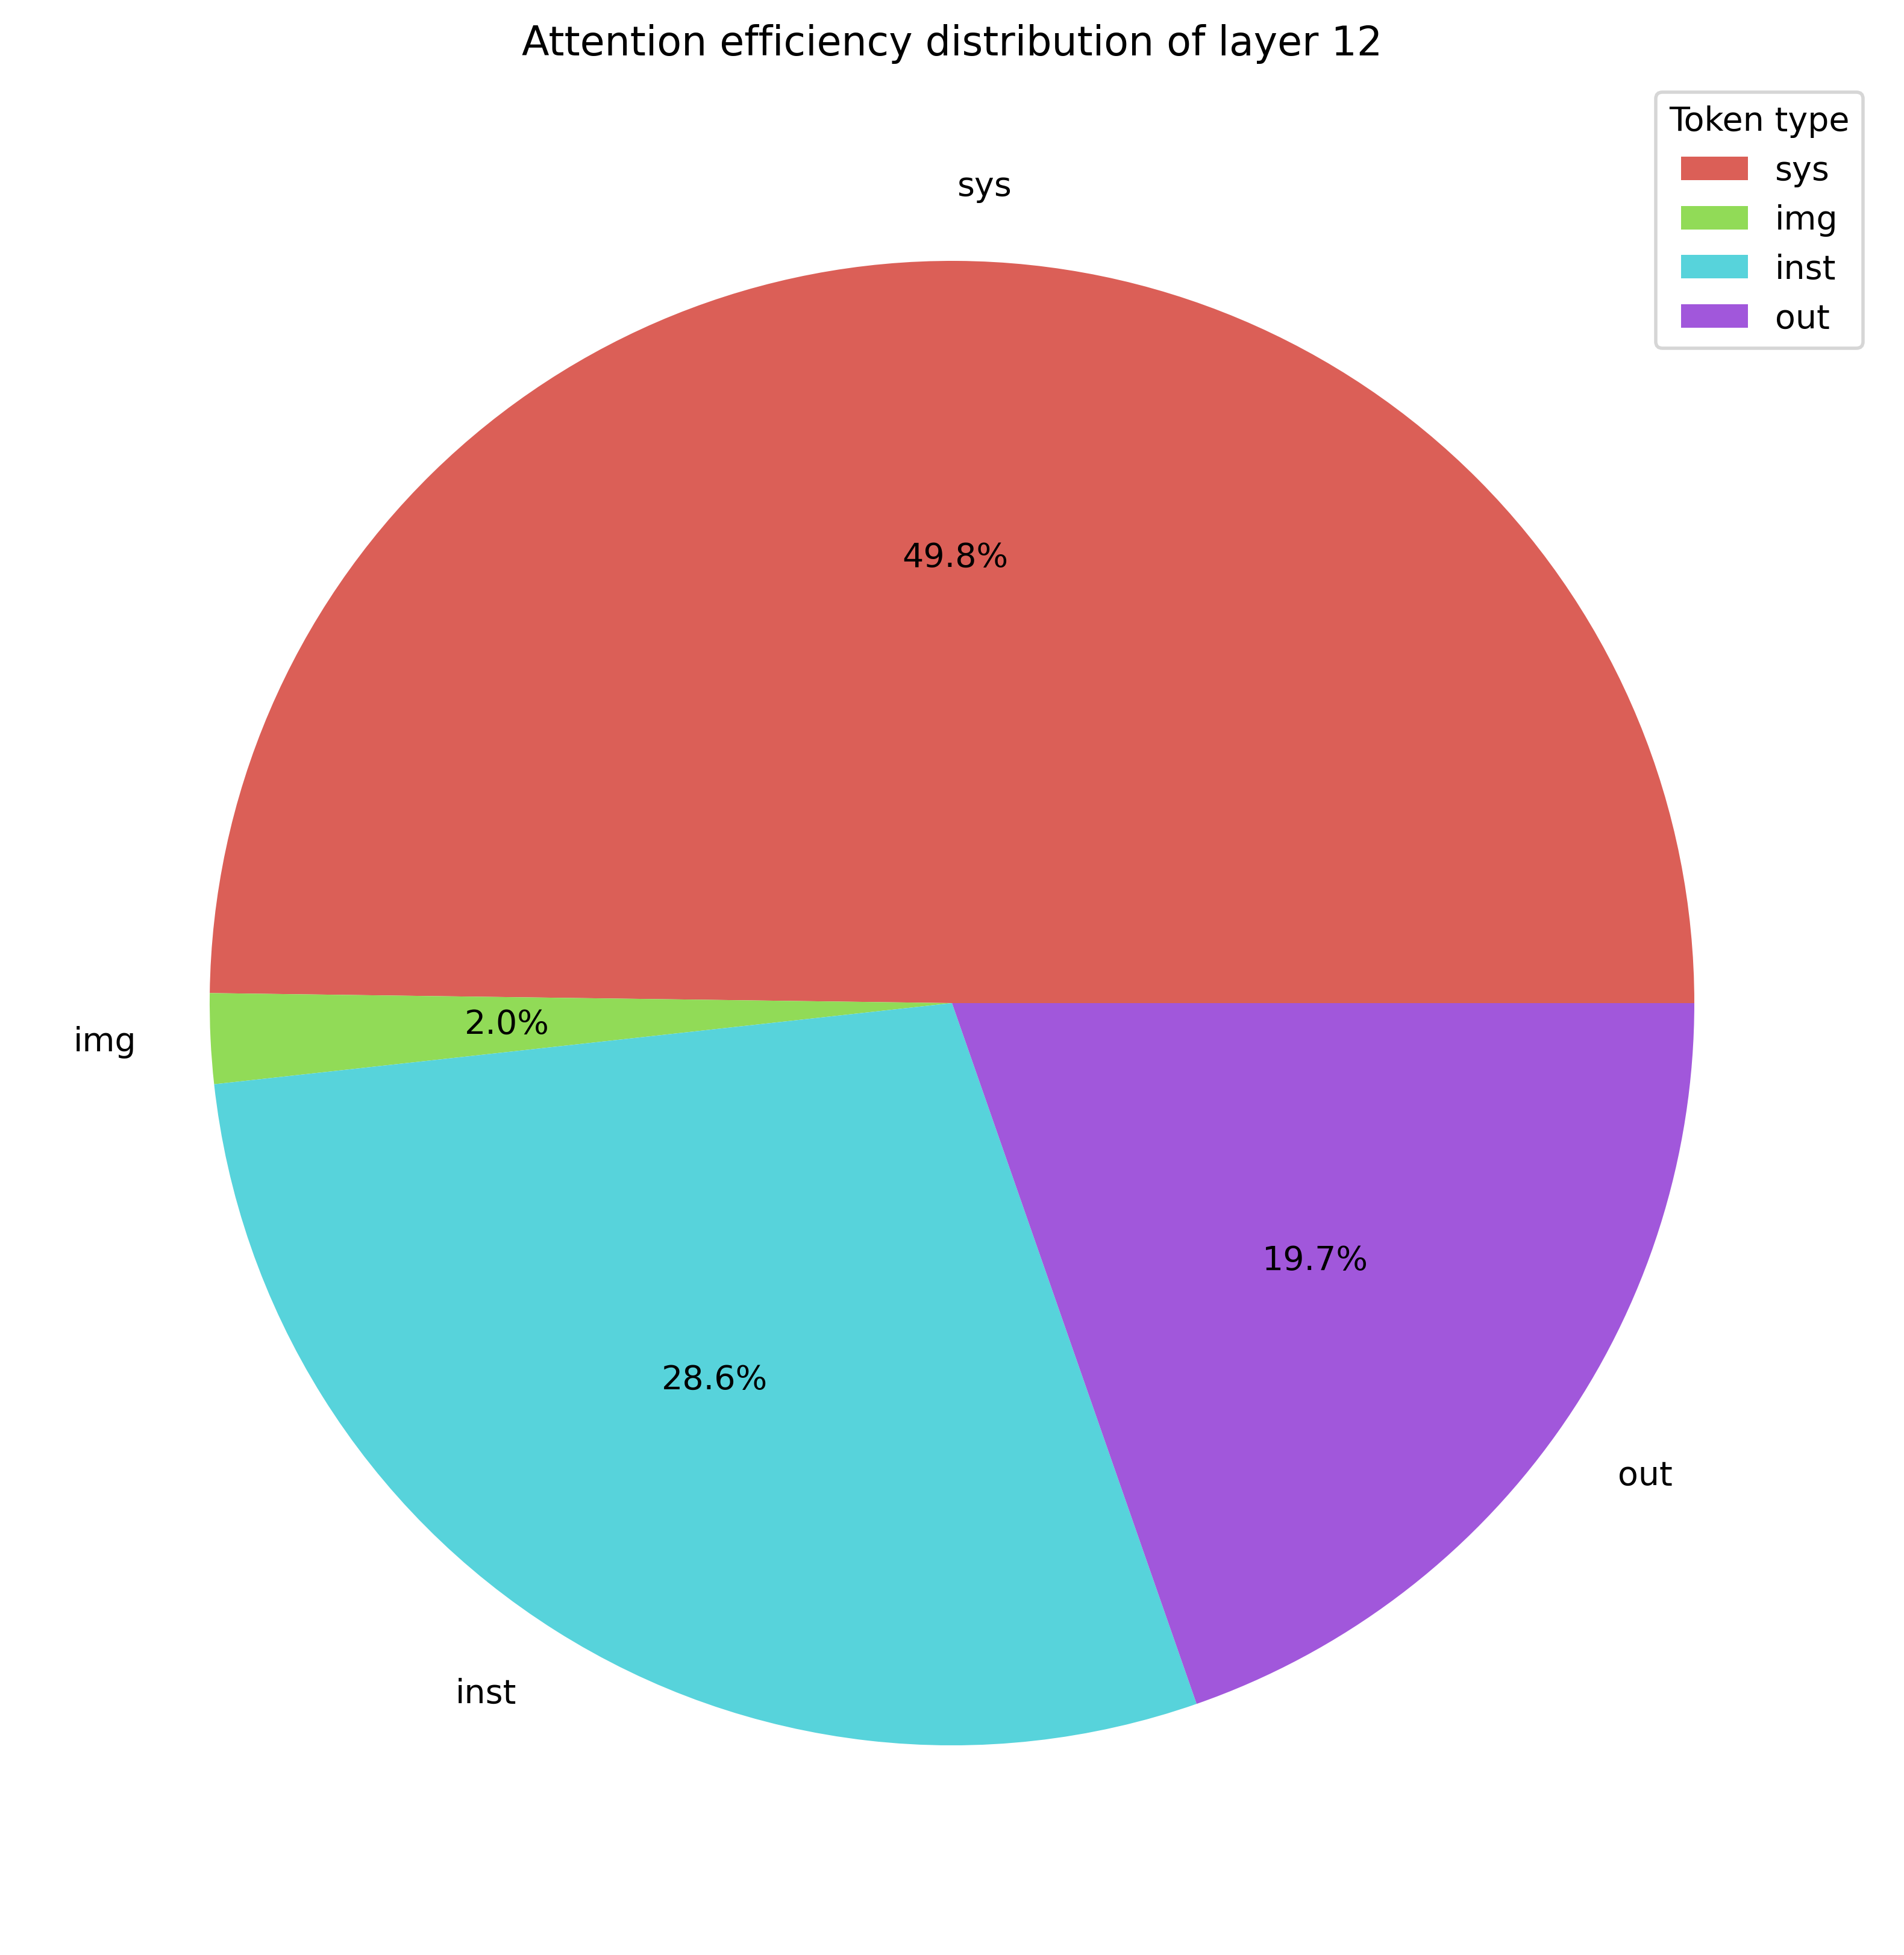 Attention efficiency distribution of layer 12
Token type
sys
img
inst
out
sys
49.8%
img
2.0%
19.7%
28.6%
out
inst